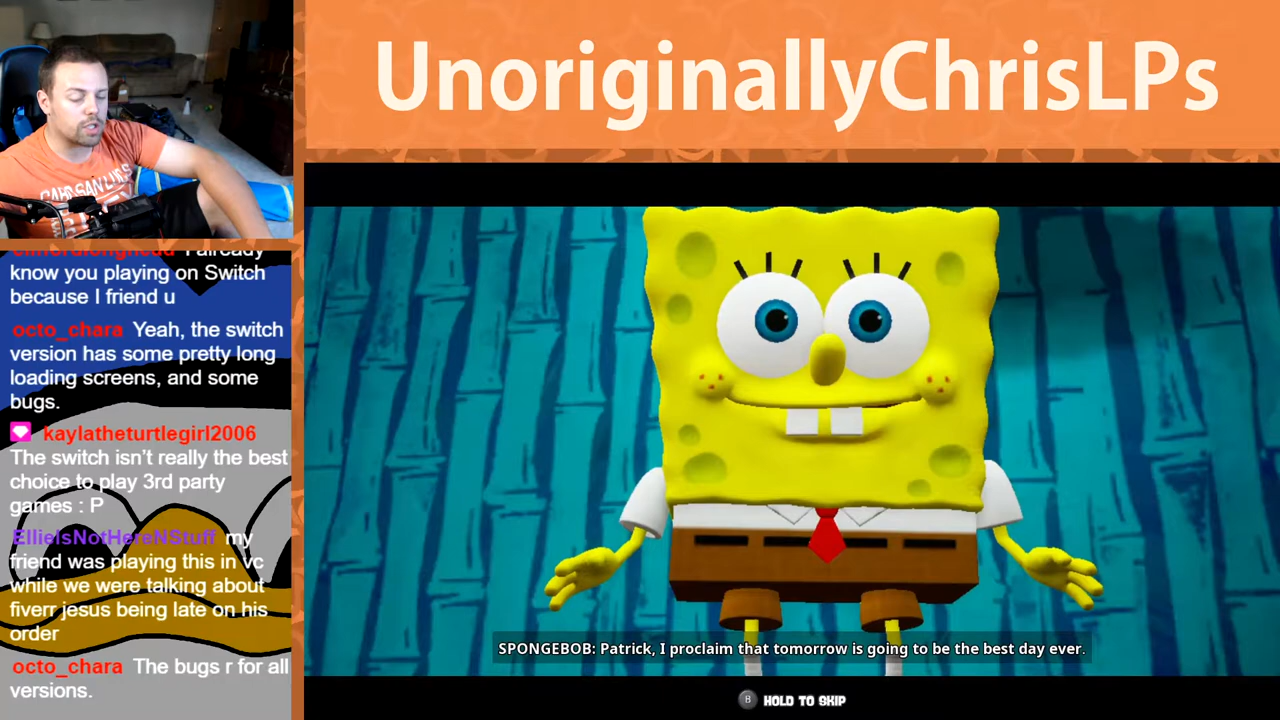 UnoriginallyChrisLPs
CABO SAN LUCAS
I already
know you playing on Switch
because I friend u
octo_chara Yeah, the switch
version has some pretty long
loading screens, and some
bugs.
kaylatheturtlegirl2006
The switch isn't really the best
choice to play 3rd party
games : P
EllieIsNotHereNStuff my
friend was playing this in vc
while we were talking about
fiverr jesus being late on his
order
octo_chara The bugs r for all
versions.
SPONGEBOB: Patrick, I proclaim that tomorrow is going to be the best day ever.
B HOLD TO SKIP